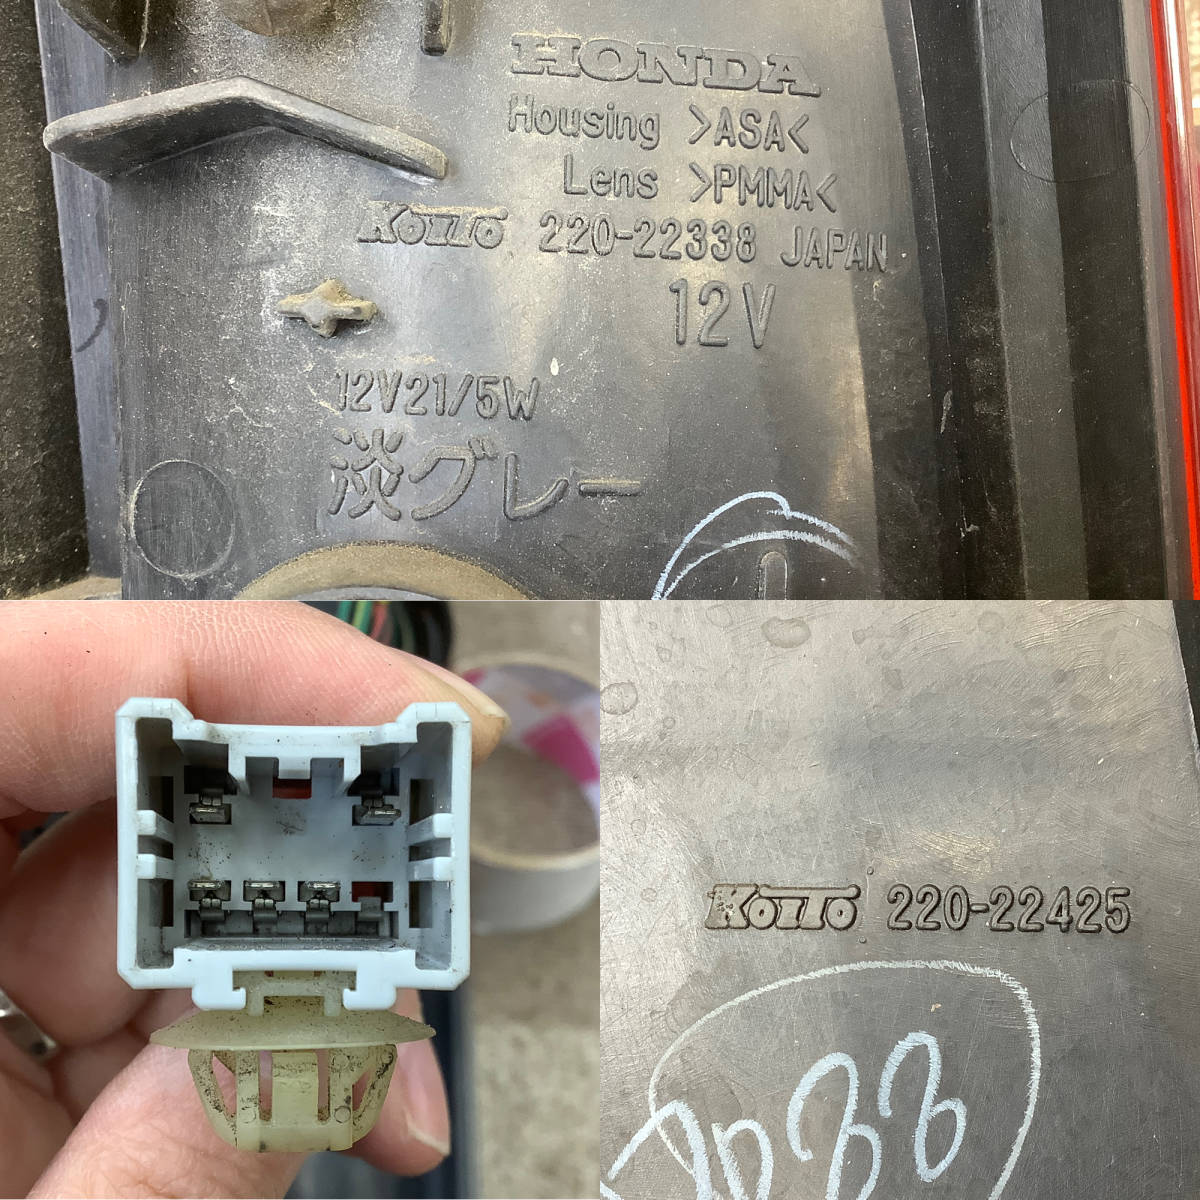 HONDA
Housing >ASA<
Lens >PMMA<
KOITO 220-22338 JAPAN
12V
12V21/5W
淡グレー
KOITO 220-22425